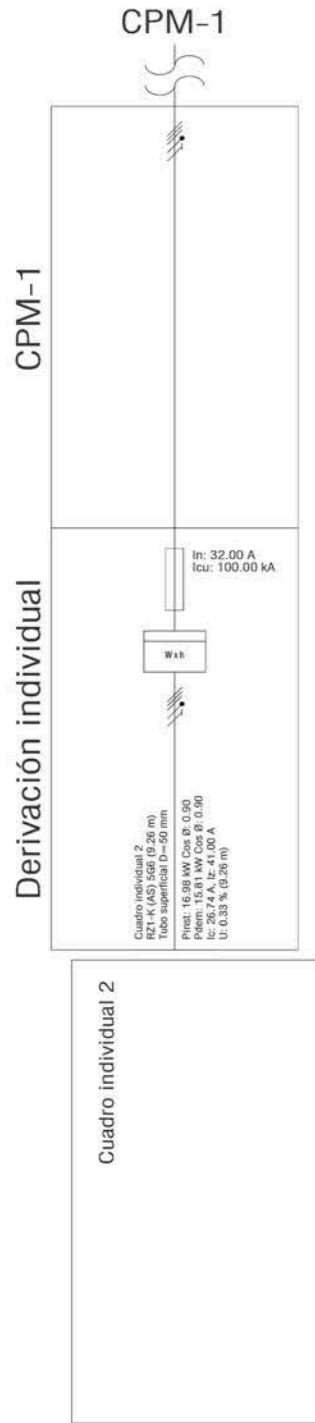 CPM-1
CPM-1
Derivación individual
In: 32.00 A
Icu: 100.00 kA
Wxh
Cuadro individual 2
RZ1-K (AS) 5G6 (9.26 m)
Tubo superficial D=50 mm
Pinst: 16.98 kW Cos Ø: 0.90
Pdem: 15.81 kW Cos Ø: 0.90
Ic: 26.74 A, Iz: 41.00 A
U: 0.33 % (9.26 m)
Cuadro individual 2